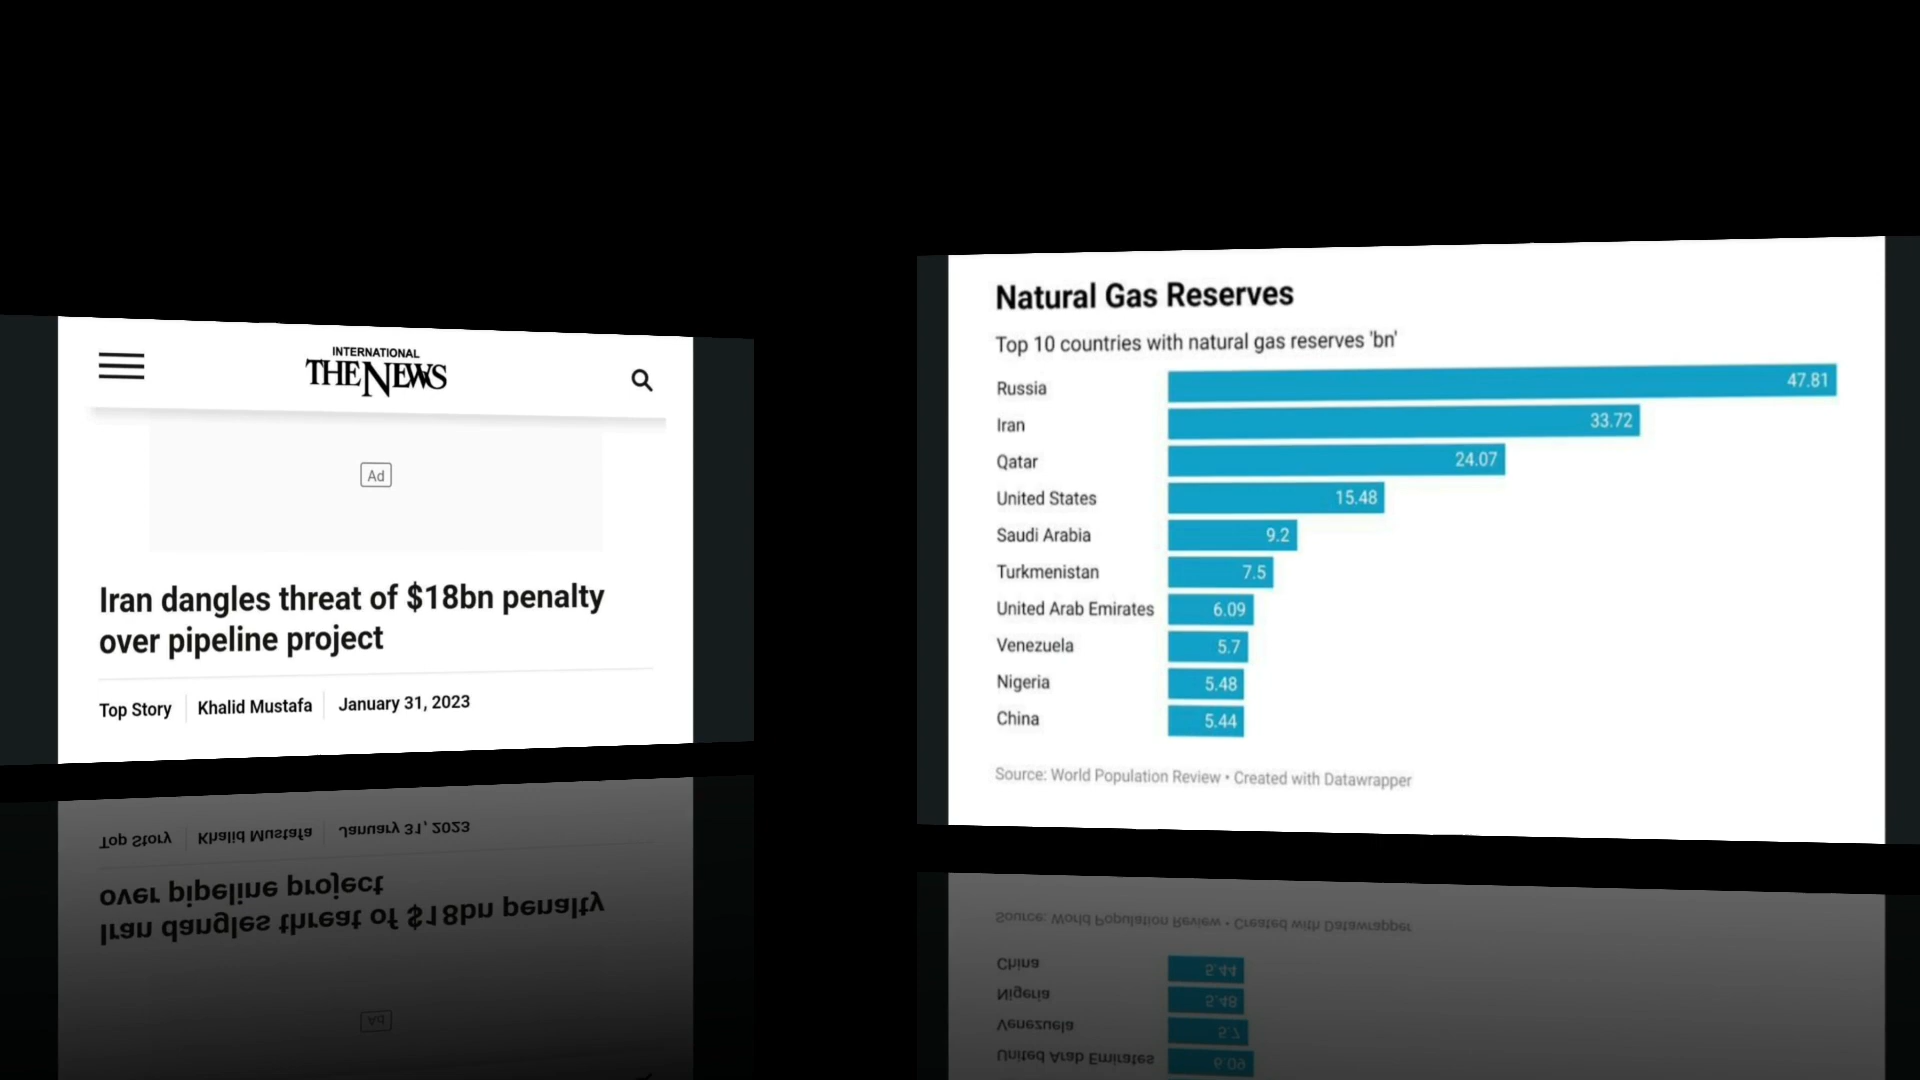 INTERNATIONAL
THE NEWS
Ad
Iran dangles threat of $18bn penalty
over pipeline project
Top Story
Khalid Mustafa
January 31, 2023
Natural Gas Reserves
Top 10 countries with natural gas reserves 'bn'
Russia 47.81
Iran 33.72
Qatar 24.07
United States 15.48
Saudi Arabia 9.2
Turkmenistan 7.5
United Arab Emirates 6.09
Venezuela 5.7
Nigeria 5.48
China 5.44
Source: World Population Review • Created with Datawrapper